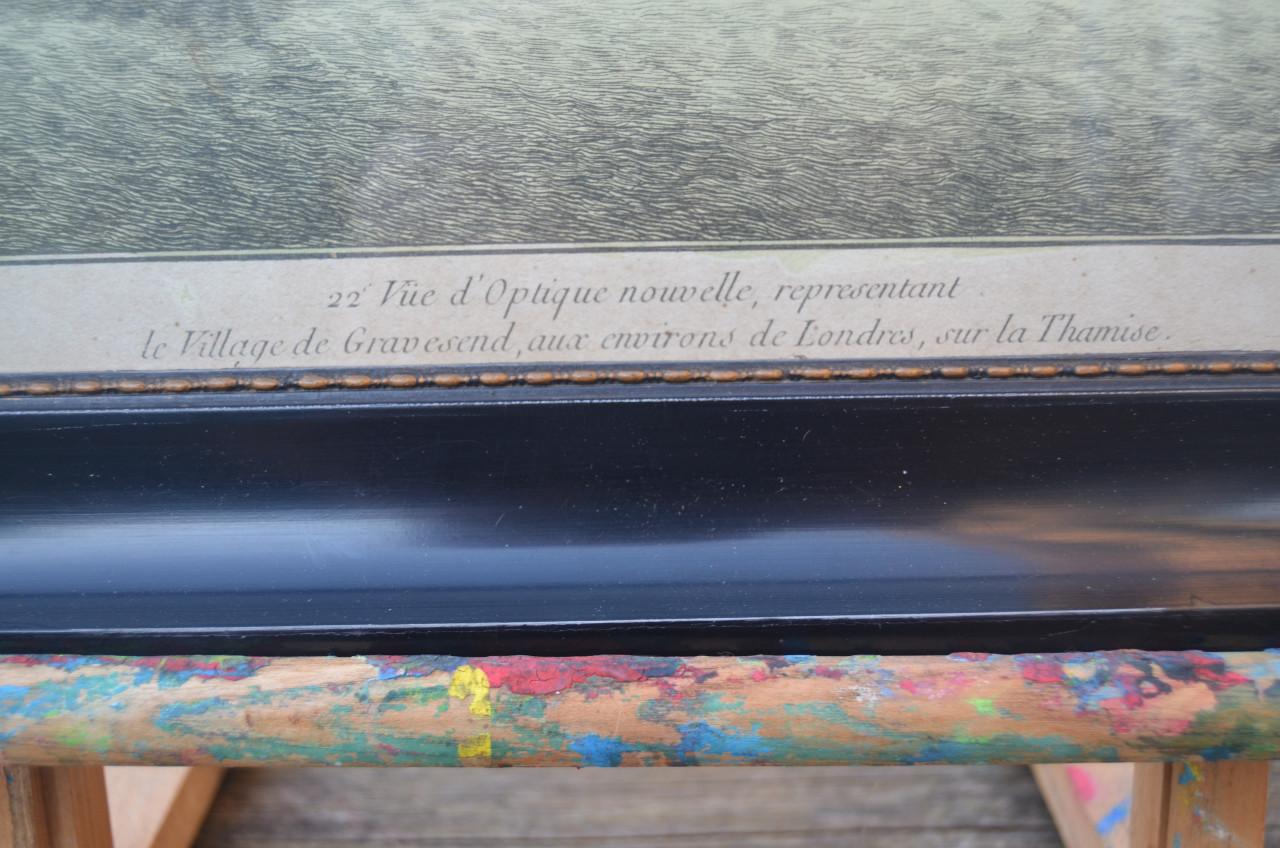 22e Vüe d'Optique nouvelle, representant
le Village de Gravesend, aux environs de Londres, sur la Thamise.